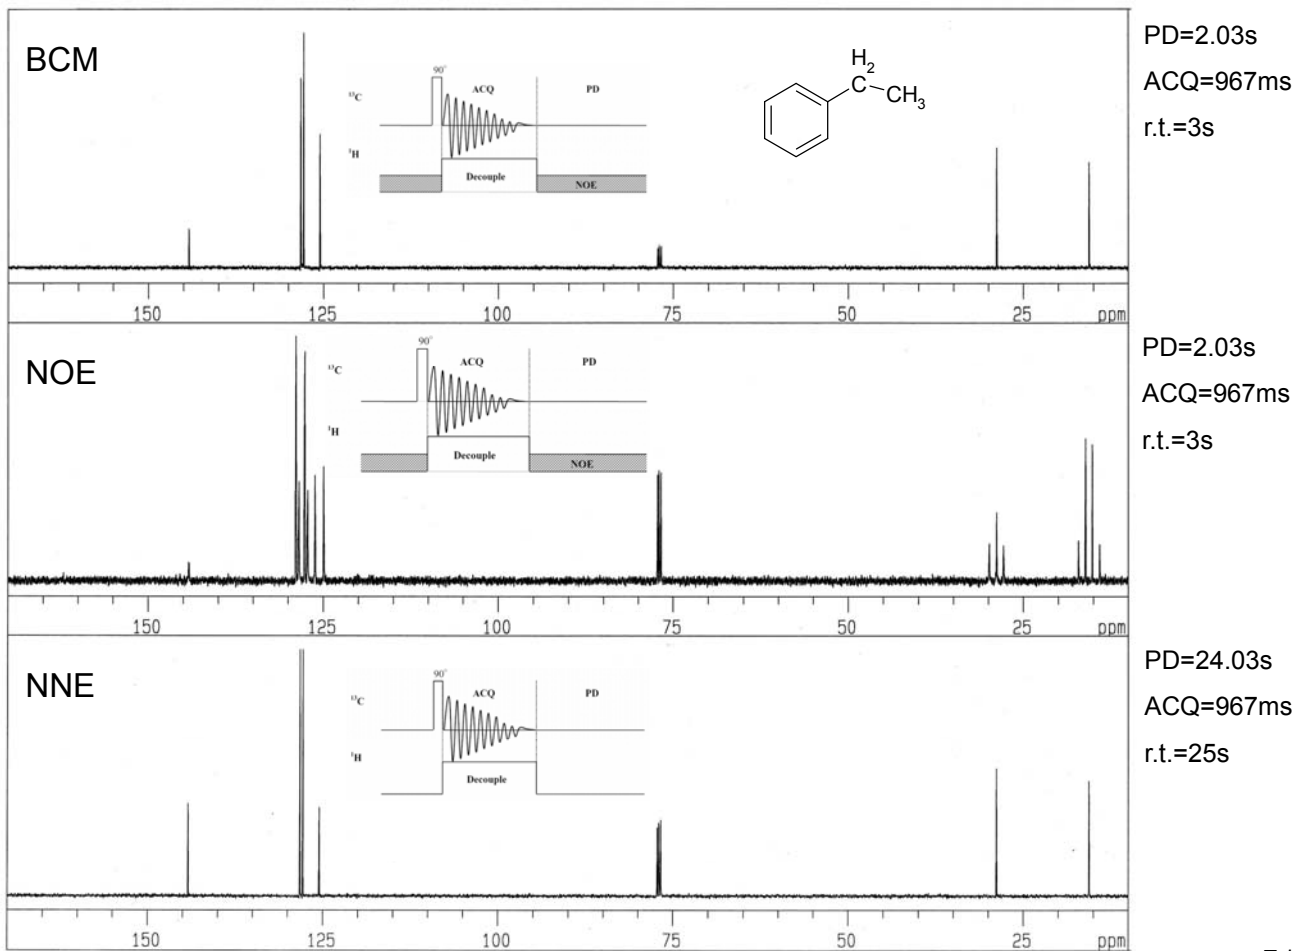 BCM
90°
¹³C
ACQ
PD
¹H
Decouple
NOE
H₂
C
CH₃
PD=2.03s
ACQ=967ms
r.t.=3s
150 125 100 75 50 25 ppm
NOE
90°
¹³C
ACQ
PD
¹H
Decouple
NOE
PD=2.03s
ACQ=967ms
r.t.=3s
150 125 100 75 50 25 ppm
NNE
90°
¹³C
ACQ
PD
¹H
Decouple
PD=24.03s
ACQ=967ms
r.t.=25s
150 125 100 75 50 25 ppm